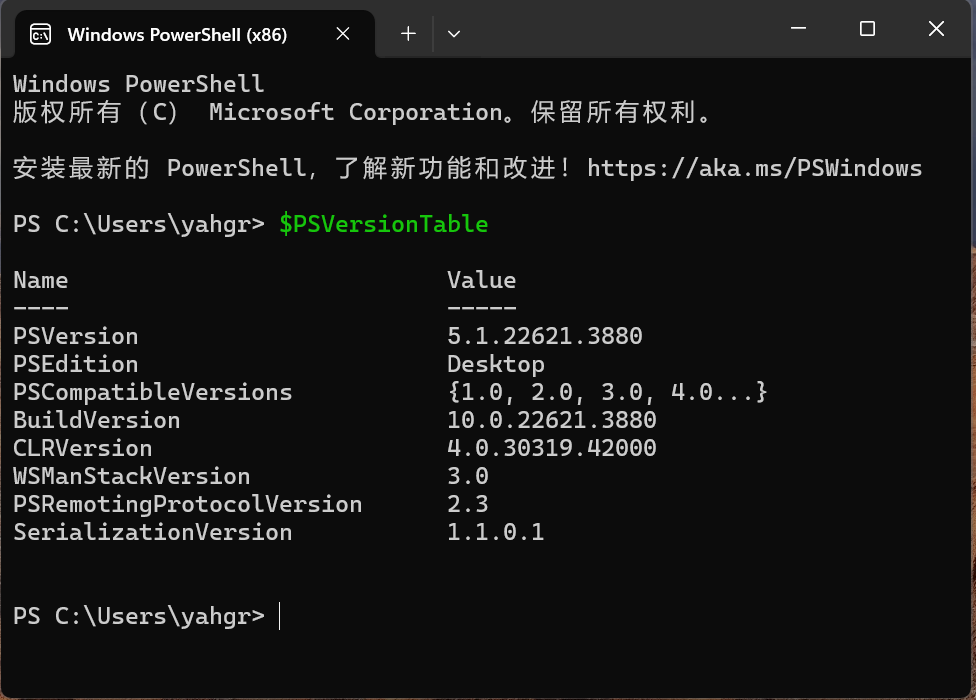 Windows PowerShell (x86)
Windows PowerShell
版权所有 (C)  Microsoft Corporation。保留所有权利。
安装最新的 PowerShell，了解新功能和改进！https://aka.ms/PSWindows
PS C:\Users\yahgr> $PSVersionTable
Name                           Value
----                           -----
PSVersion                      5.1.22621.3880
PSEdition                      Desktop
PSCompatibleVersions           {1.0, 2.0, 3.0, 4.0...}
BuildVersion                   10.0.22621.3880
CLRVersion                     4.0.30319.42000
WSManStackVersion              3.0
PSRemotingProtocolVersion      2.3
SerializationVersion           1.1.0.1
PS C:\Users\yahgr>